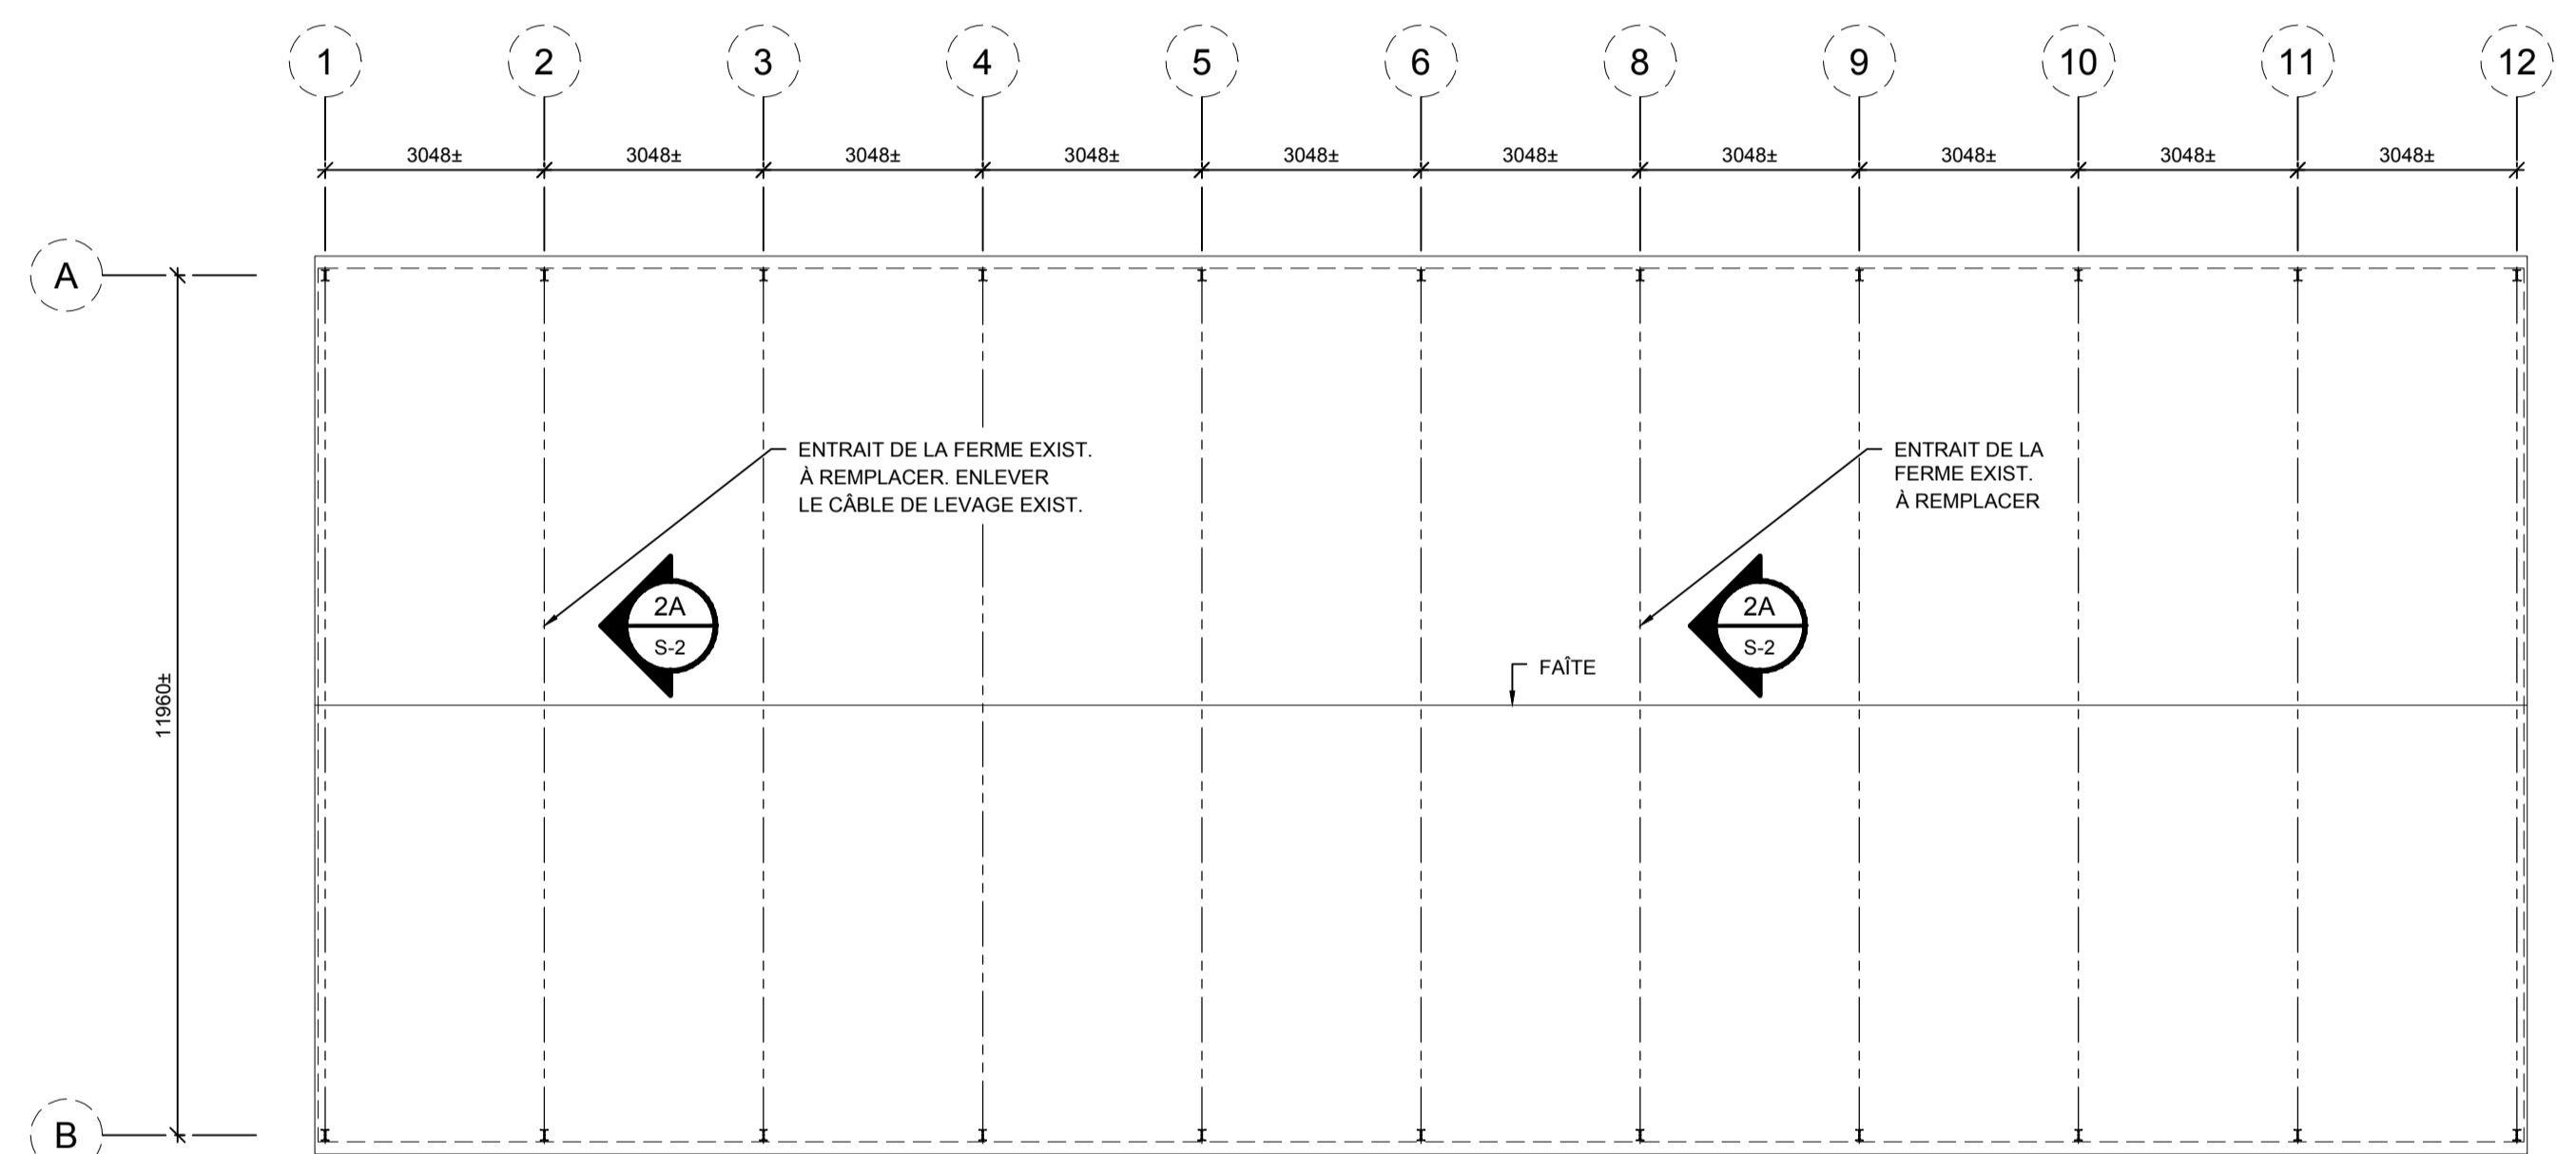 1 2 3 4 5 6 8 9 10 11 12
3048± 3048± 3048± 3048± 3048± 3048± 3048± 3048± 3048± 3048±
A
ENTRAIT DE LA FERME EXIST.
À REMPLACER. ENLEVER
LE CÂBLE DE LEVAGE EXIST.
ENTRAIT DE LA
FERME EXIST.
À REMPLACER
2A
S-2
2A
S-2
FAÎTE
11960±
B